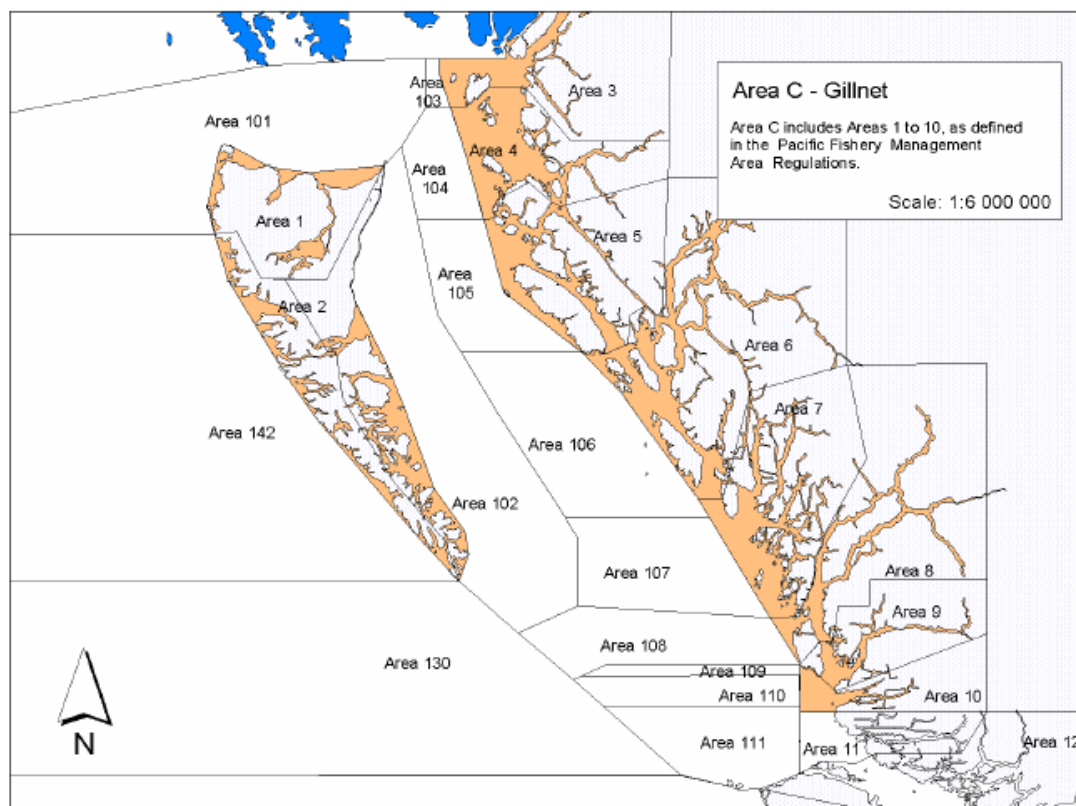 Area C - Gillnet
Area C includes Areas 1 to 10, as defined
in the Pacific Fishery Management
Area Regulations.
Scale: 1:6 000 000
Area
103
Area 3
Area 101
Area 4
Area
104
Area 1
Area 5
Area
105
Area 2
Area 6
Area 7
Area 142
Area 106
Area 102
Area 107
Area 8
Area 9
Area 108
Area 130
Area 109
Area 110
Area 10
Area 111
Area 11
Area 12
N